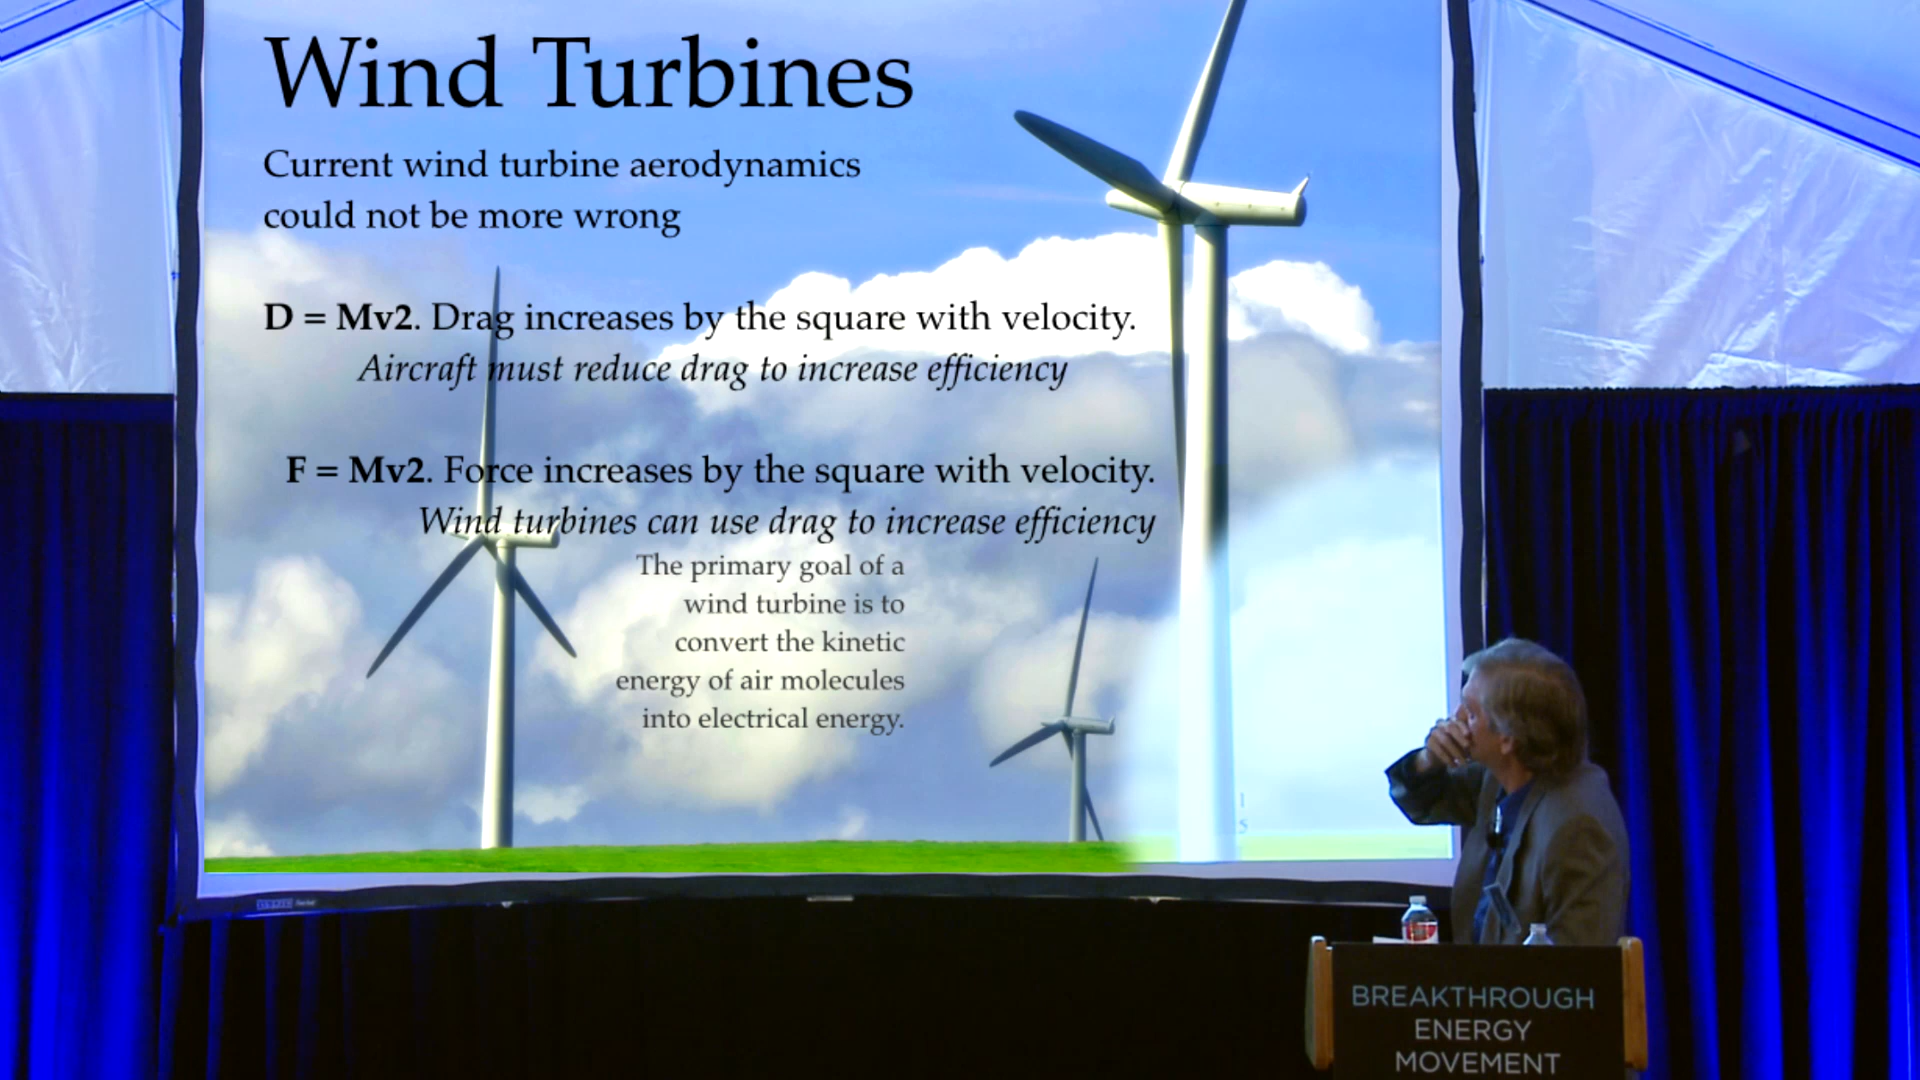 Wind Turbines
Current wind turbine aerodynamics
could not be more wrong
D = Mv2. Drag increases by the square with velocity.
Aircraft must reduce drag to increase efficiency
F = Mv2. Force increases by the square with velocity.
Wind turbines can use drag to increase efficiency
The primary goal of a
wind turbine is to
convert the kinetic
energy of air molecules
into electrical energy.
BREAKTHROUGH
ENERGY
MOVEMENT